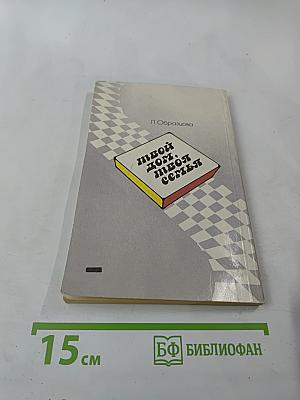 Л.Образцова
ТВОЙ
ДОМ,
ТВОЯ
СЕМЬЯ
15 см
БФ БИБЛИОФАН